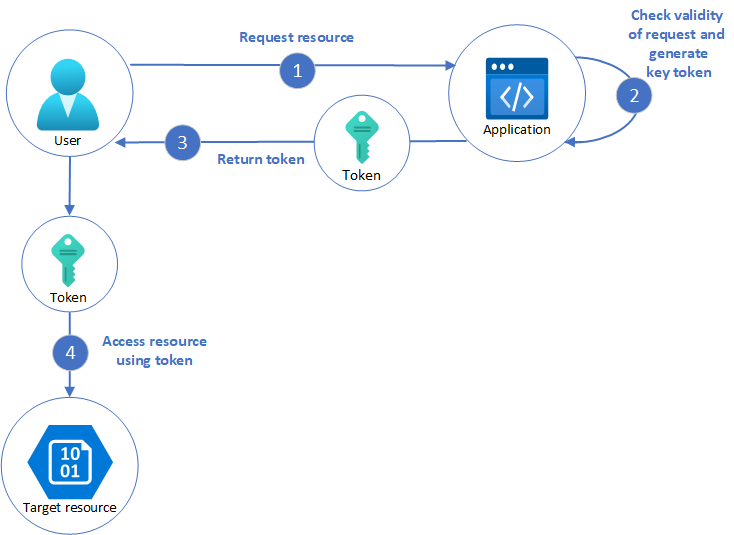 Request resource
1
Check validity
of request and
generate
key token
2
User
Application
3
Return token
Token
Token
4
Access resource
using token
10
01
Target resource